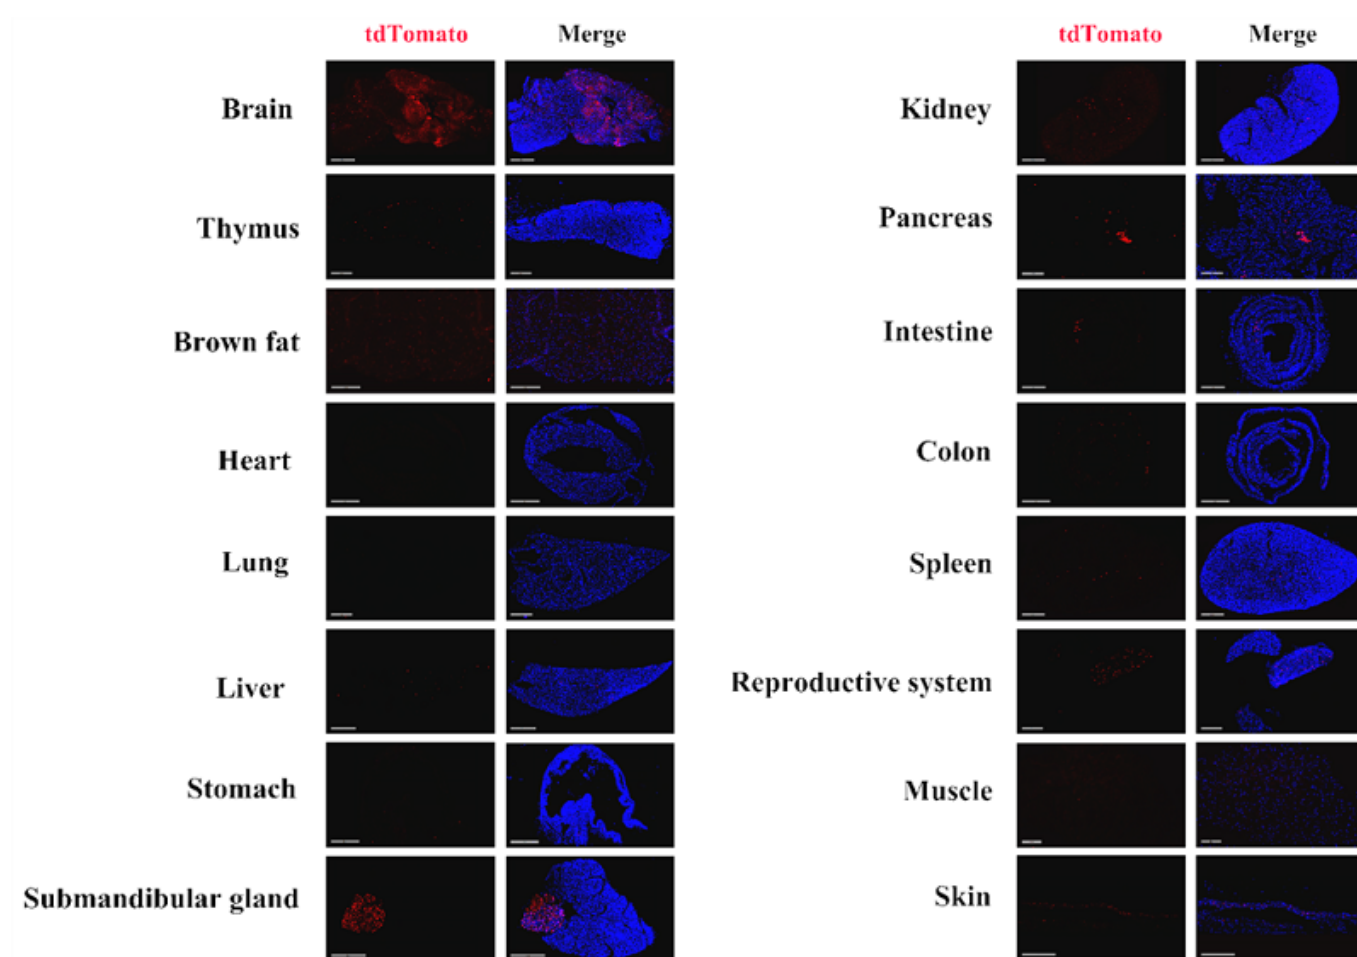 tdTomato Merge tdTomato Merge
Brain Kidney
Thymus Pancreas
Brown fat Intestine
Heart Colon
Lung Spleen
Liver Reproductive system
Stomach Muscle
Submandibular gland Skin